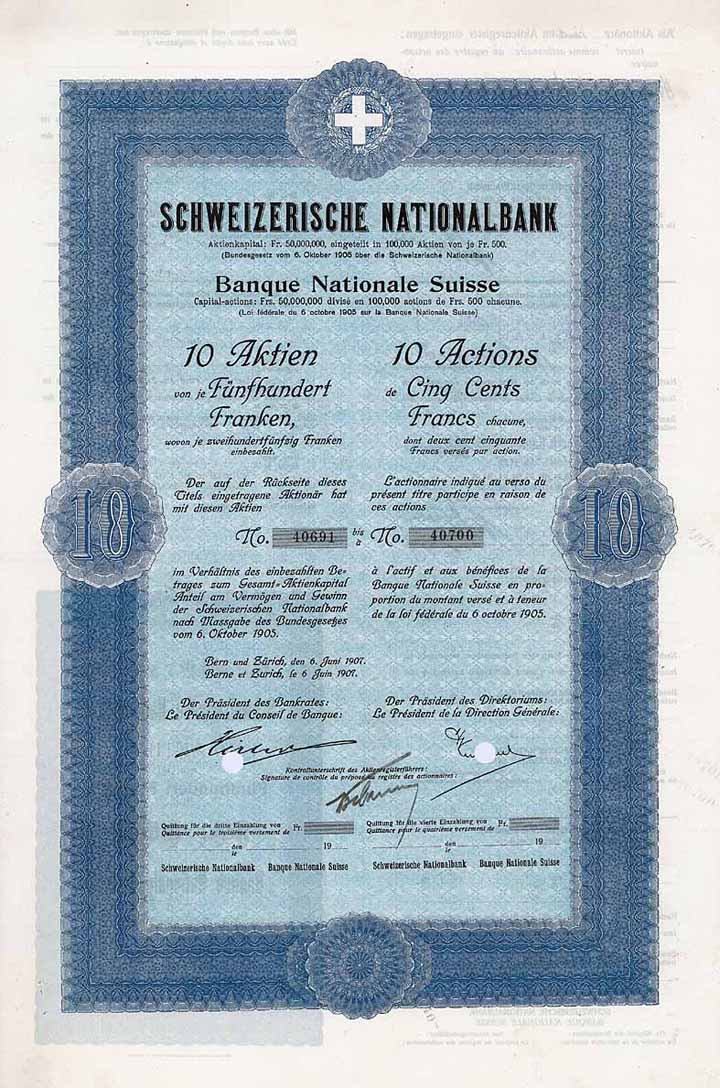 SCHWEIZERISCHE NATIONALBANK
Aktienkapital: Fr. 50,000,000, eingeteilt in 100,000 Aktien von je Fr. 500.
(Bundesgesetz vom 6. Oktober 1905 über die Schweizerische Nationalbank)
Banque Nationale Suisse
Capital-actions: Frs. 50,000,000 divisé en 100,000 actions de Frs. 500 chacune.
(Loi fédérale du 6 octobre 1905 sur la Banque Nationale Suisse)
10 Aktien
von je Fünfhundert
Franken,
wovon je zweihundertfünfzig Franken
einbezahlt.
Der auf der Rückseite dieses
Titels eingetragene Aktionär hat
mit diesen Aktien
10 Actions
de Cinq Cents
Francs chacune,
dont deux cent cinquante
Francs versés par action.
L'actionnaire indiqué au verso du
présent titre participe en raison de
ces actions
No. 40691 bis à No. 40700
10
10
im Verhältnis des einbezahlten Be-
trages zum Gesamt-Aktienkapital
Anteil am Vermögen und Gewinn
der Schweizerischen Nationalbank
nach Massgabe des Bundesgesetzes
vom 6. Oktober 1905.
à l'actif et aux bénéfices de la
Banque Nationale Suisse en pro-
portion du montant versé et à teneur
de la loi fédérale du 6 octobre 1905.
Bern und Zürich, den 6. Juni 1907.
Berne et Zurich, le 6 Juin 1907.
Der Präsident des Bankrates:
Le Président du Conseil de Banque:
Der Präsident des Direktoriums:
Le Président de la Direction Générale:
Kontrollunterschrift des Aktienregisterführers:
Signature de contrôle du préposé au registre des actionnaires:
Quittung für die dritte Einzahlung von Fr.
Quittance pour le troisième versement de
den
le
19
Schweizerische Nationalbank Banque Nationale Suisse
Quittung für die vierte Einzahlung von Fr.
Quittance pour le quatrième versement de
den
le
19
Schweizerische Nationalbank Banque Nationale Suisse